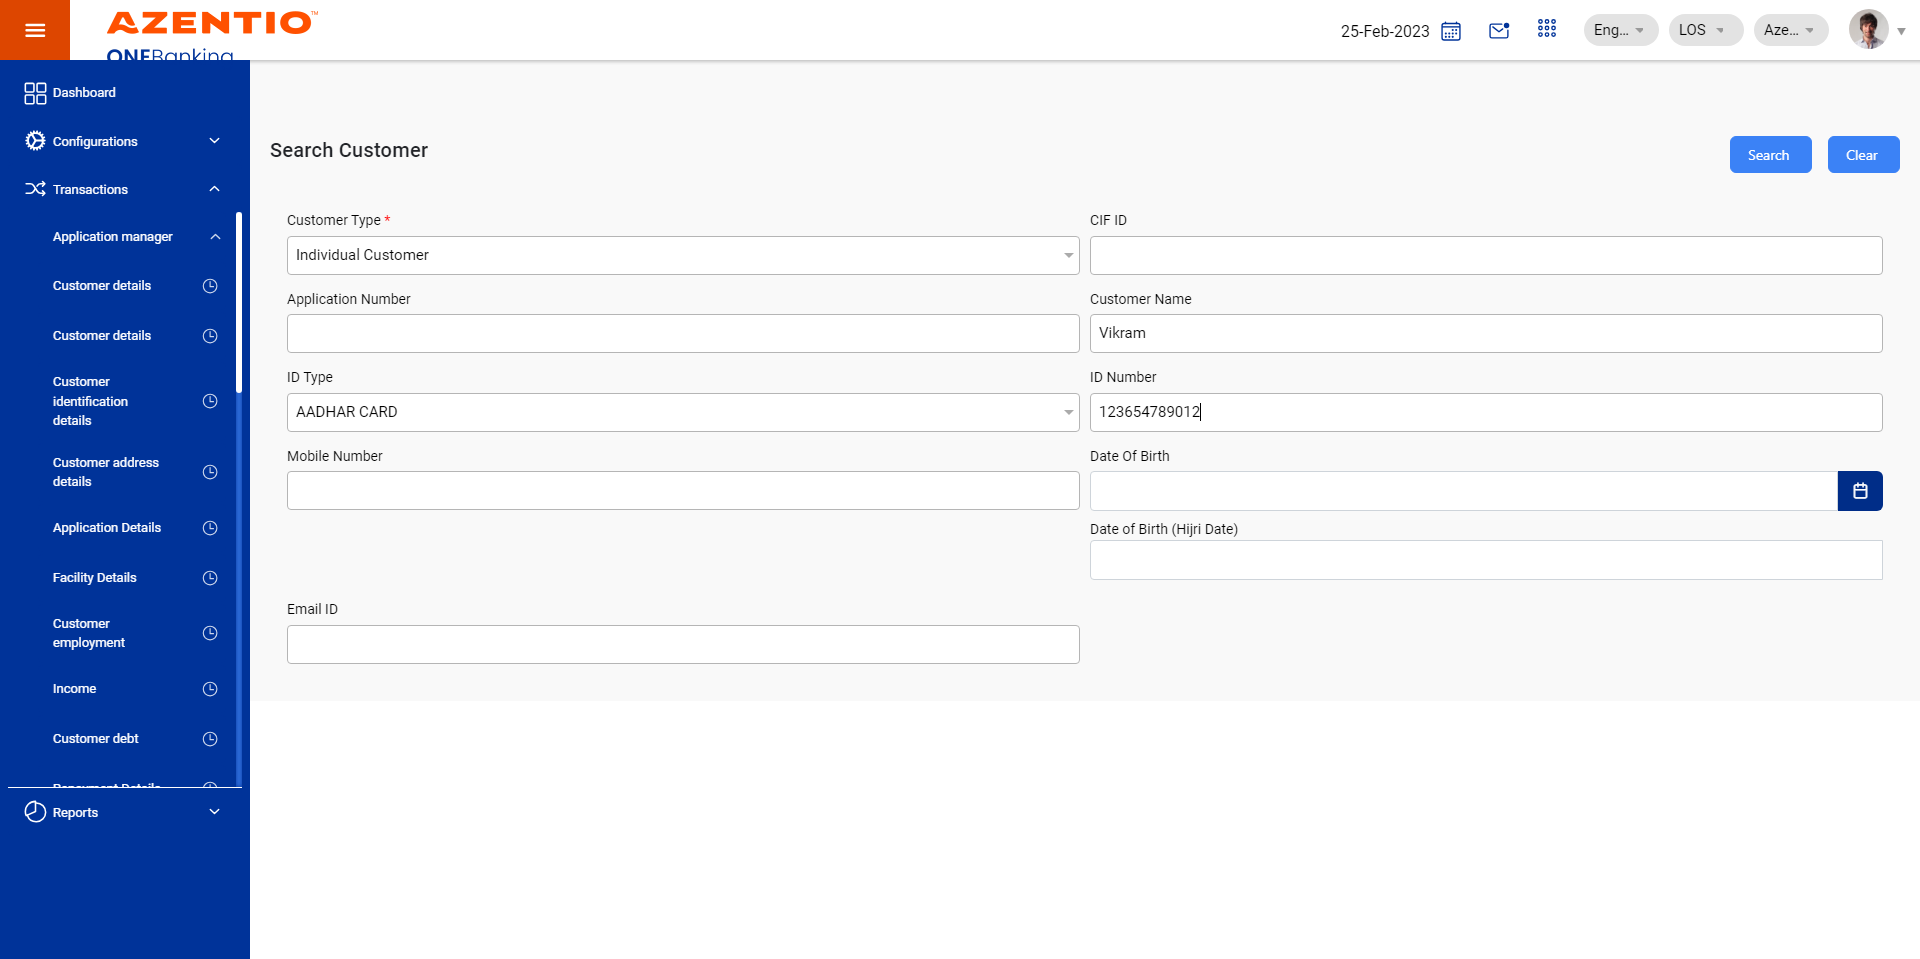 AZENTIO™
ONEBanking
25-Feb-2023
Eng...
LOS
Aze...
Dashboard
Configurations
Transactions
Application manager
Customer details
Customer details
Customer
identification
details
Customer address
details
Application Details
Facility Details
Customer
employment
Income
Customer debt
Repayment Details
Reports
Search Customer
Search
Clear
Customer Type *
Individual Customer
CIF ID
Application Number
Customer Name
Vikram
ID Type
AADHAR CARD
ID Number
123654789012
Mobile Number
Date Of Birth
Date of Birth (Hijri Date)
Email ID